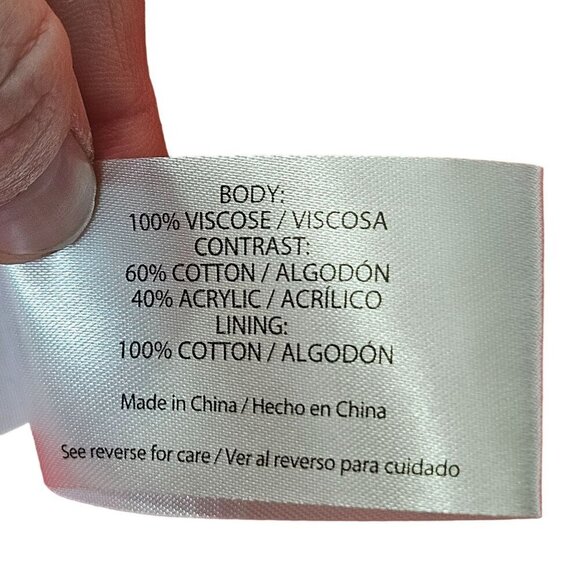 BODY:
100% VISCOSE / VISCOSA
CONTRAST:
60% COTTON / ALGODÓN
40% ACRYLIC / ACRÍLICO
LINING:
100% COTTON / ALGODÓN
Made in China / Hecho en China
See reverse for care / Ver al reverso para cuidado